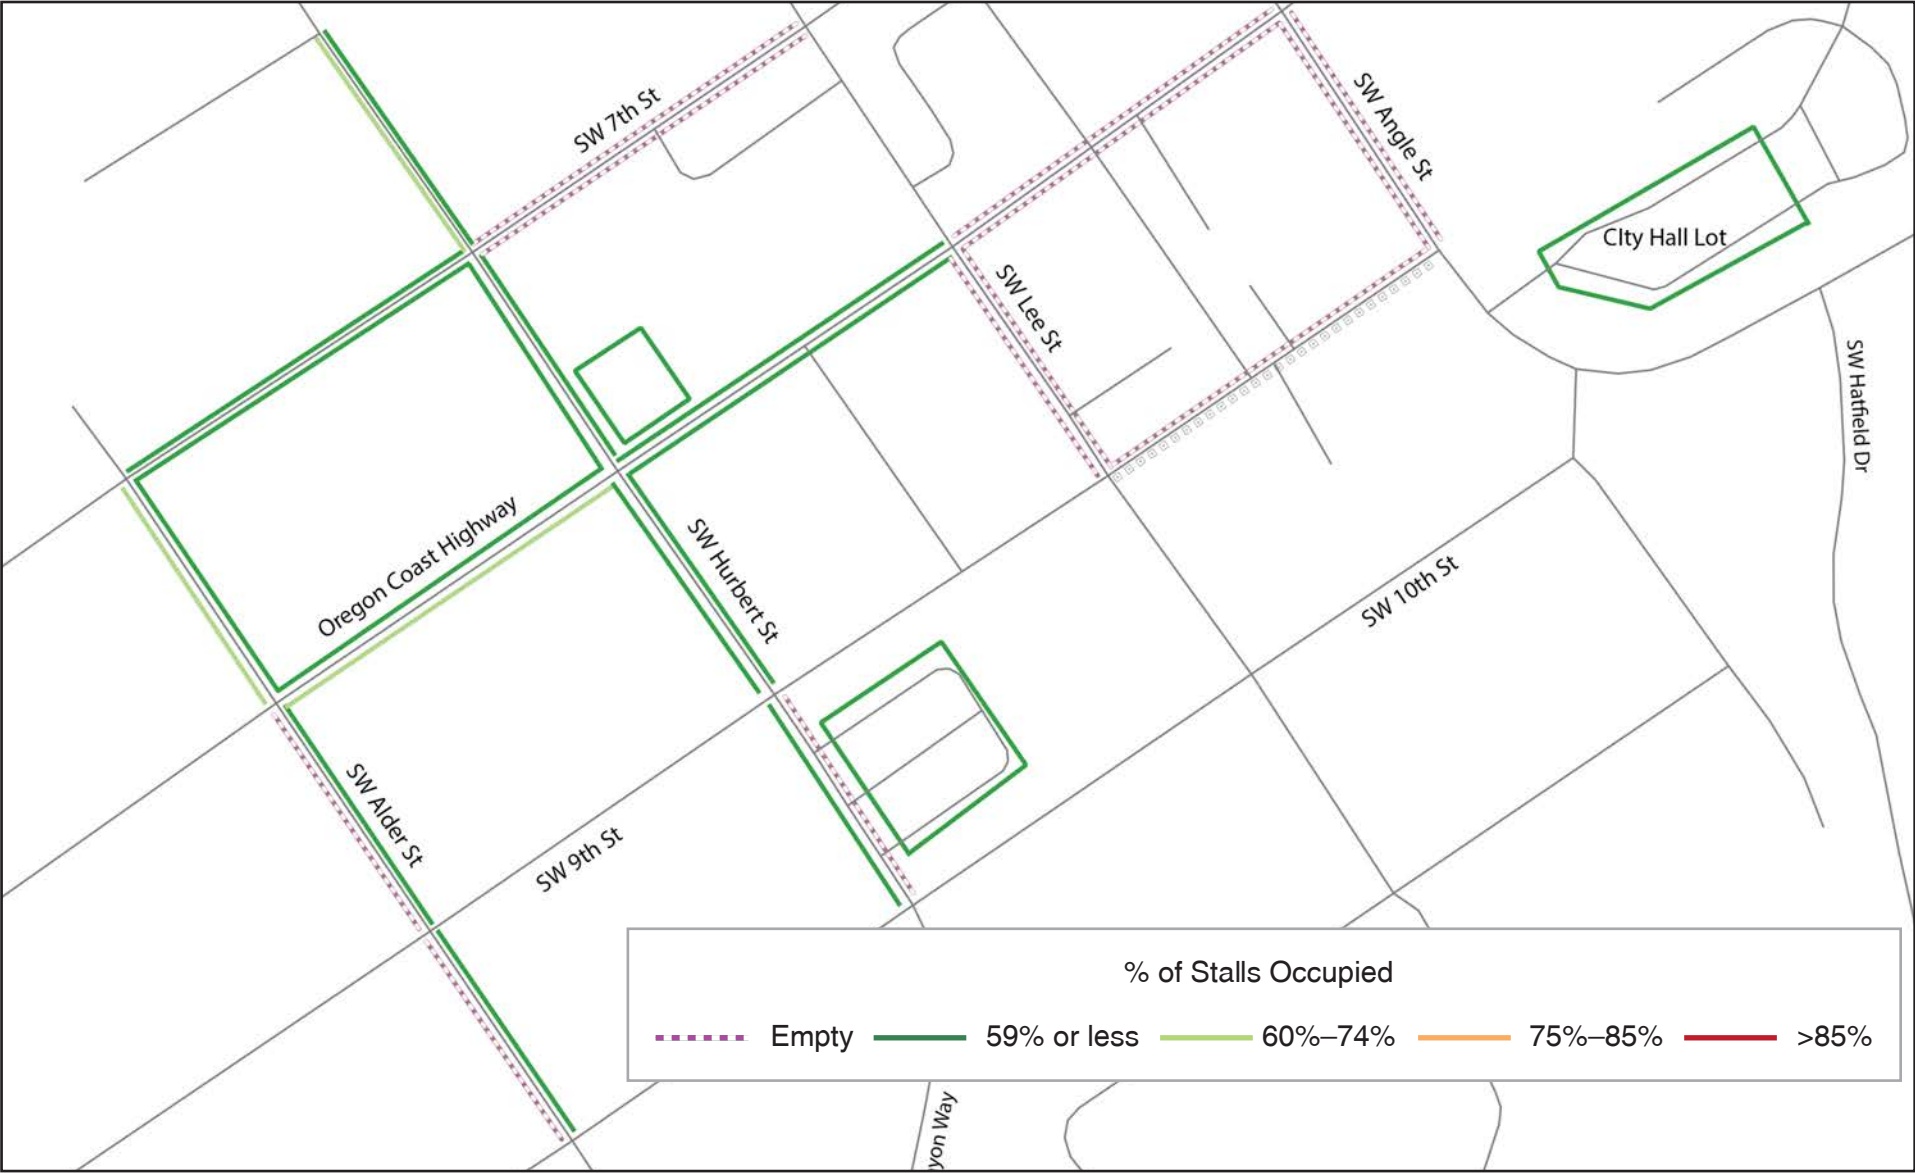 SW 7th St
SW Angle St
CIty Hall Lot
SW Lee St
SW Hatfield Dr
Oregon Coast Highway
SW Hurbert St
SW 10th St
SW Alder St
SW 9th St
% of Stalls Occupied
Empty 59% or less 60%–74% 75%–85% >85%
yon Way